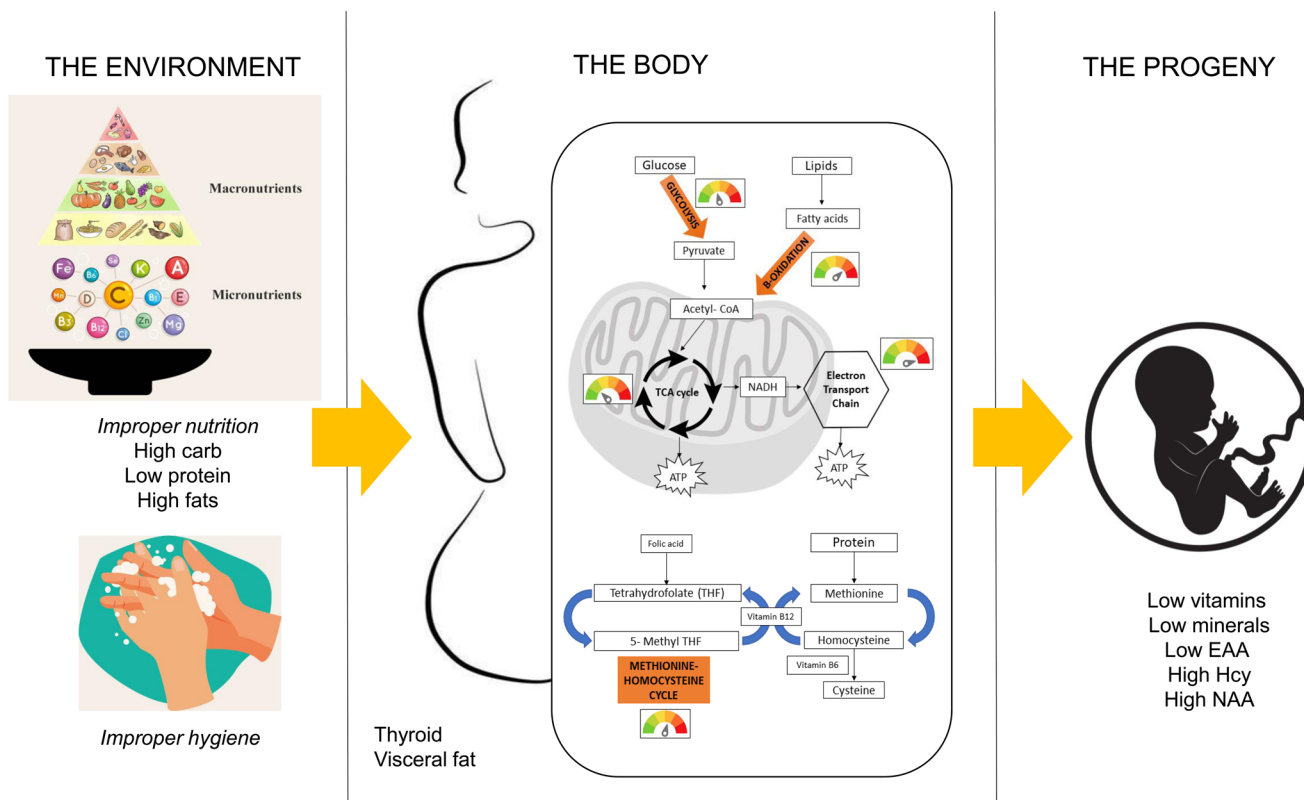 THE ENVIRONMENT
Macronutrients
Micronutrients
Fe
B6
Se
K
A
Mn
D
C
B1
E
B3
B12
Cl
Zn
Mg
Improper nutrition
High carb
Low protein
High fats
Improper hygiene
THE BODY
Glucose
Lipids
GLYCOLYSIS
Fatty acids
Pyruvate
B-OXIDATION
Acetyl- CoA
TCA cycle
NADH
Electron
Transport
Chain
ATP
ATP
Folic acid
Protein
Tetrahydrofolate (THF)
Methionine
Vitamin B12
5- Methyl THF
Homocysteine
METHIONINE-
HOMOCYSTEINE
CYCLE
Vitamin B6
Cysteine
Thyroid
Visceral fat
THE PROGENY
Low vitamins
Low minerals
Low EAA
High Hcy
High NAA